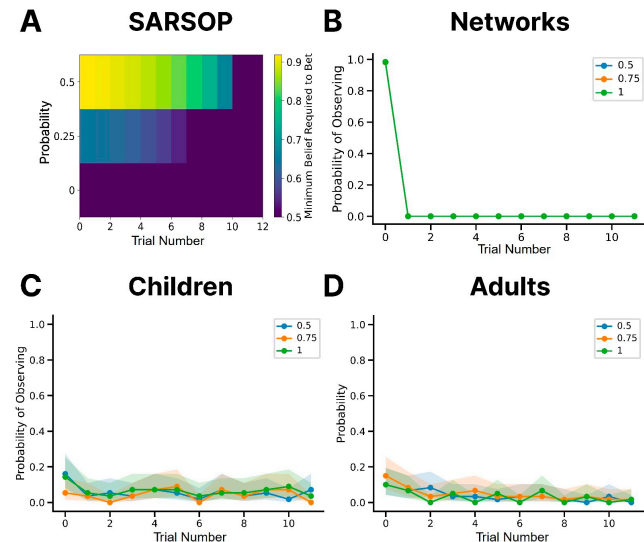 A
SARSOP
Probability
0.5
0.25
0
0 2 4 6 8 10 12
Trial Number
0.9
0.8
0.7
0.6
0.5
Minimum Belief Required to Bet
B
Networks
Probability of Observing
1.0
0.8
0.6
0.4
0.2
0.0
0 2 4 6 8 10
Trial Number
0.5
0.75
1
C
Children
Probability of Observing
1.0
0.8
0.6
0.4
0.2
0.0
0 2 4 6 8 10
Trial Number
0.5
0.75
1
D
Adults
Probability
1.0
0.8
0.6
0.4
0.2
0.0
0 2 4 6 8 10
Trial Number
0.5
0.75
1